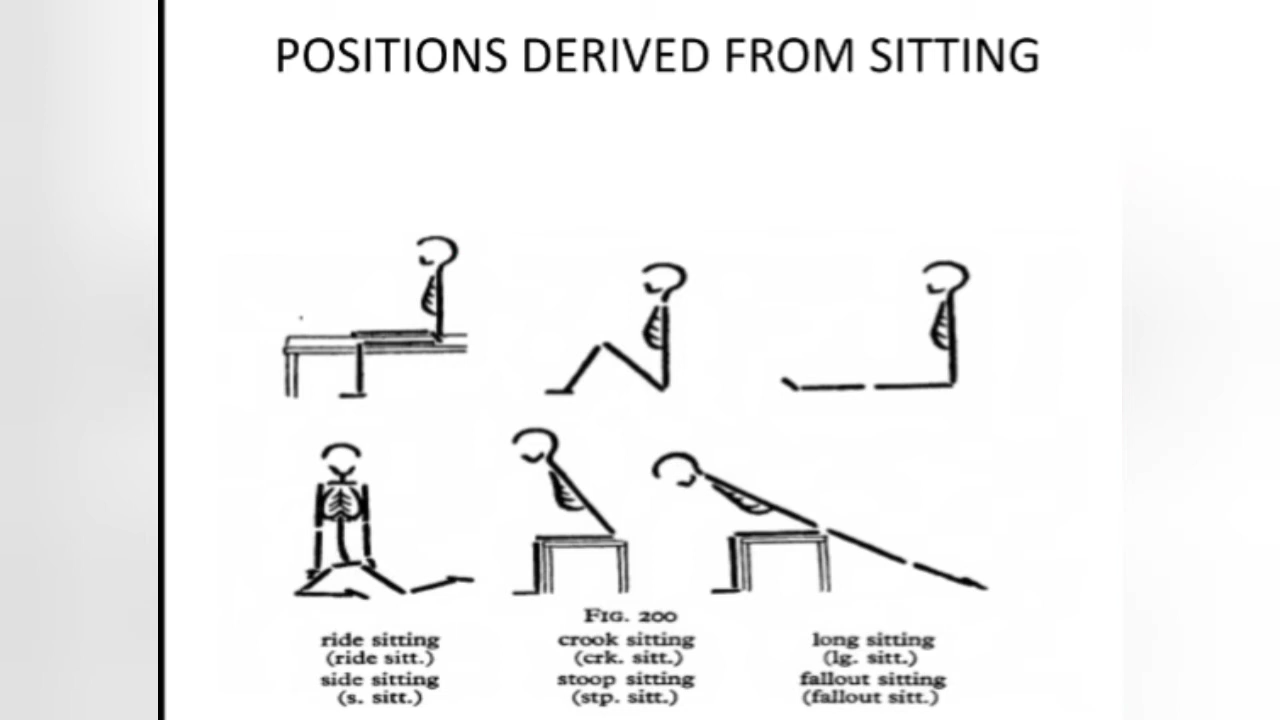 POSITIONS DERIVED FROM SITTING
FIG. 200
ride sitting crook sitting long sitting
(ride sitt.) (crk. sitt.) (lg. sitt.)
side sitting stoop sitting fallout sitting
(s. sitt.) (stp. sitt.) (fallout sitt.)